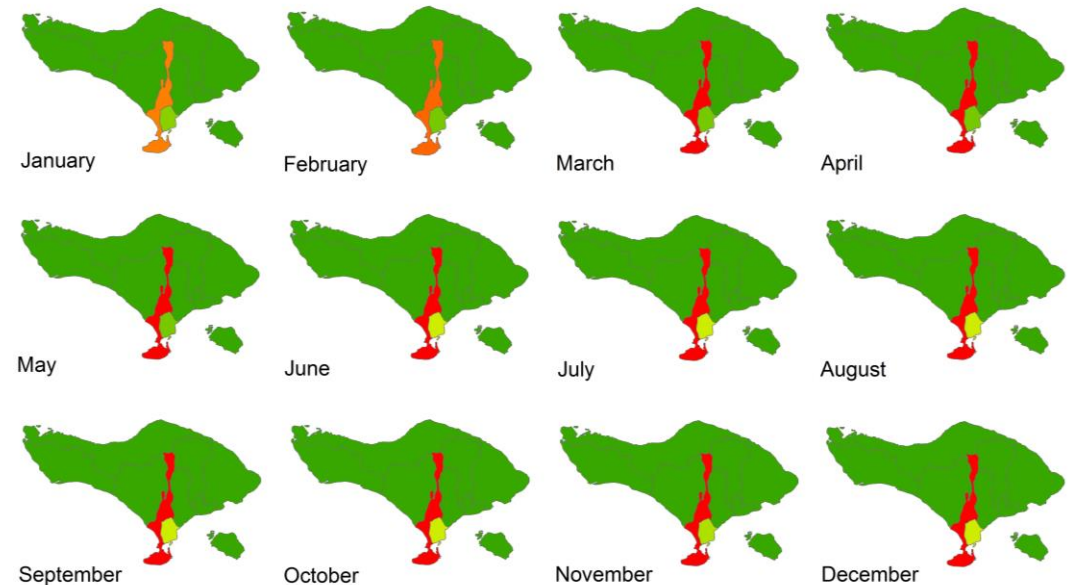 January
February
March
April
May
June
July
August
September
October
November
December